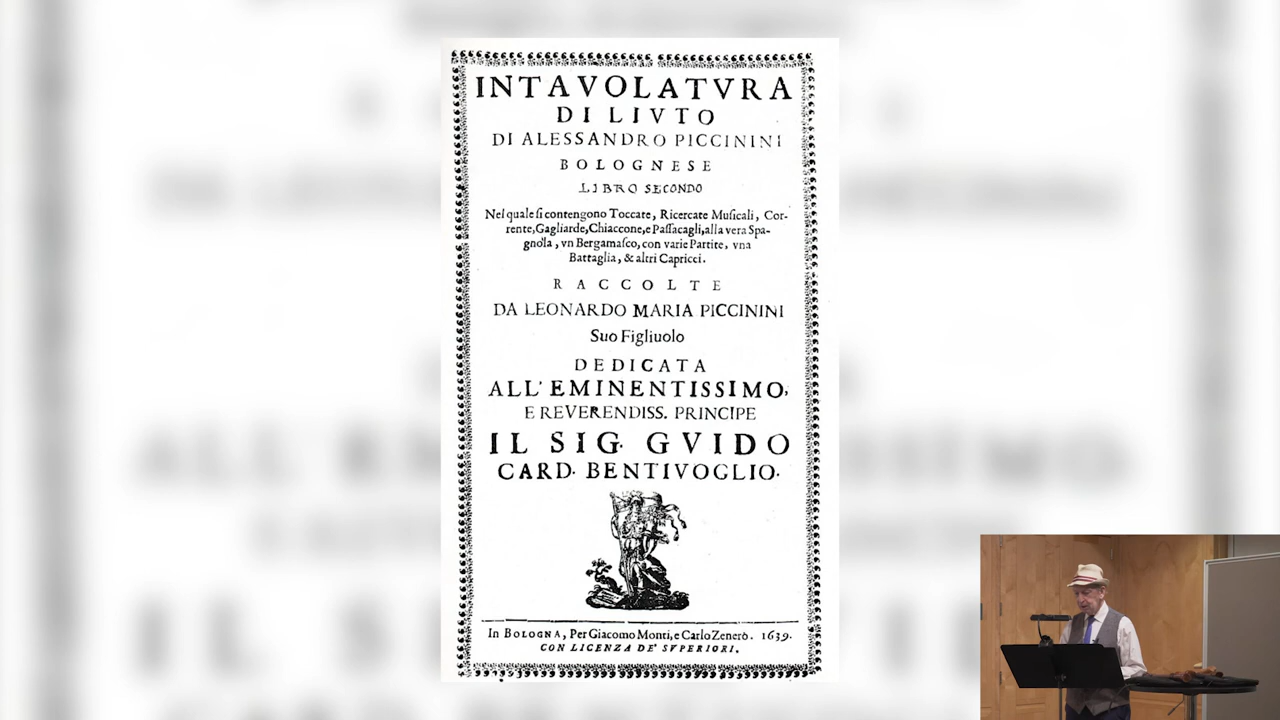 INTAVOLATVRA
DI LIVTO
DI ALESSANDRO PICCININI
BOLOGNESE
LIBRO SECONDO
Nel quale ſi contengono Toccate, Ricercate Muſicali, Cor-
rente, Gagliarde, Chiaccone, e Paſſacagli, alla vera Spa-
gnola, vn Bergamaſco, con varie Partite, vna
Battaglia, & altri Capricci.
RACCOLTE
DA LEONARDO MARIA PICCININI
Suo Figliuolo
DEDICATA
ALL' EMINENTISSIMO,
E REVERENDISS. PRINCIPE
IL SIG. GVIDO
CARD. BENTIVOGLIO.
In BOLOGNA, Per Giacomo Monti, e Carlo Zenerò. 1639.
CON LICENZA DE' SVPERIORI.